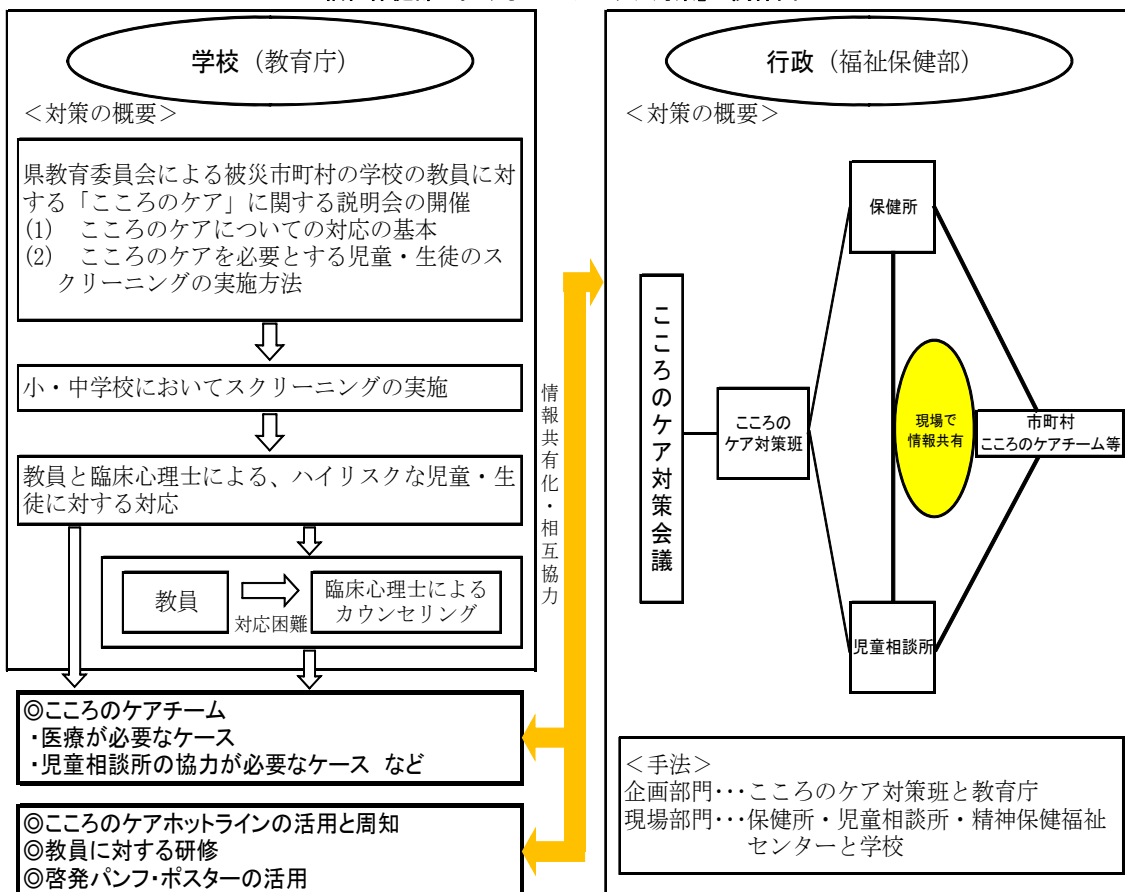 学校（教育庁）
＜対策の概要＞
県教育委員会による被災市町村の学校の教員に対
する「こころのケア」に関する説明会の開催
(1)　こころのケアについての対応の基本
(2)　こころのケアを必要とする児童・生徒のス
クリーニングの実施方法
小・中学校においてスクリーニングの実施
教員と臨床心理士による、ハイリスクな児童・生
徒に対する対応
教員
対応困難
臨床心理士による
カウンセリング
◎こころのケアチーム
・医療が必要なケース
・児童相談所の協力が必要なケース　など
◎こころのケアホットラインの活用と周知
◎教員に対する研修
◎啓発パンフ・ポスターの活用
情報共有化・相互協力
行政（福祉保健部）
＜対策の概要＞
こころのケア対策会議
こころの
ケア対策班
保健所
現場で
情報共有
市町村
こころのケアチーム等
児童相談所
＜手法＞
企画部門･･･こころのケア対策班と教育庁
現場部門･･･保健所・児童相談所・精神保健福祉
センターと学校